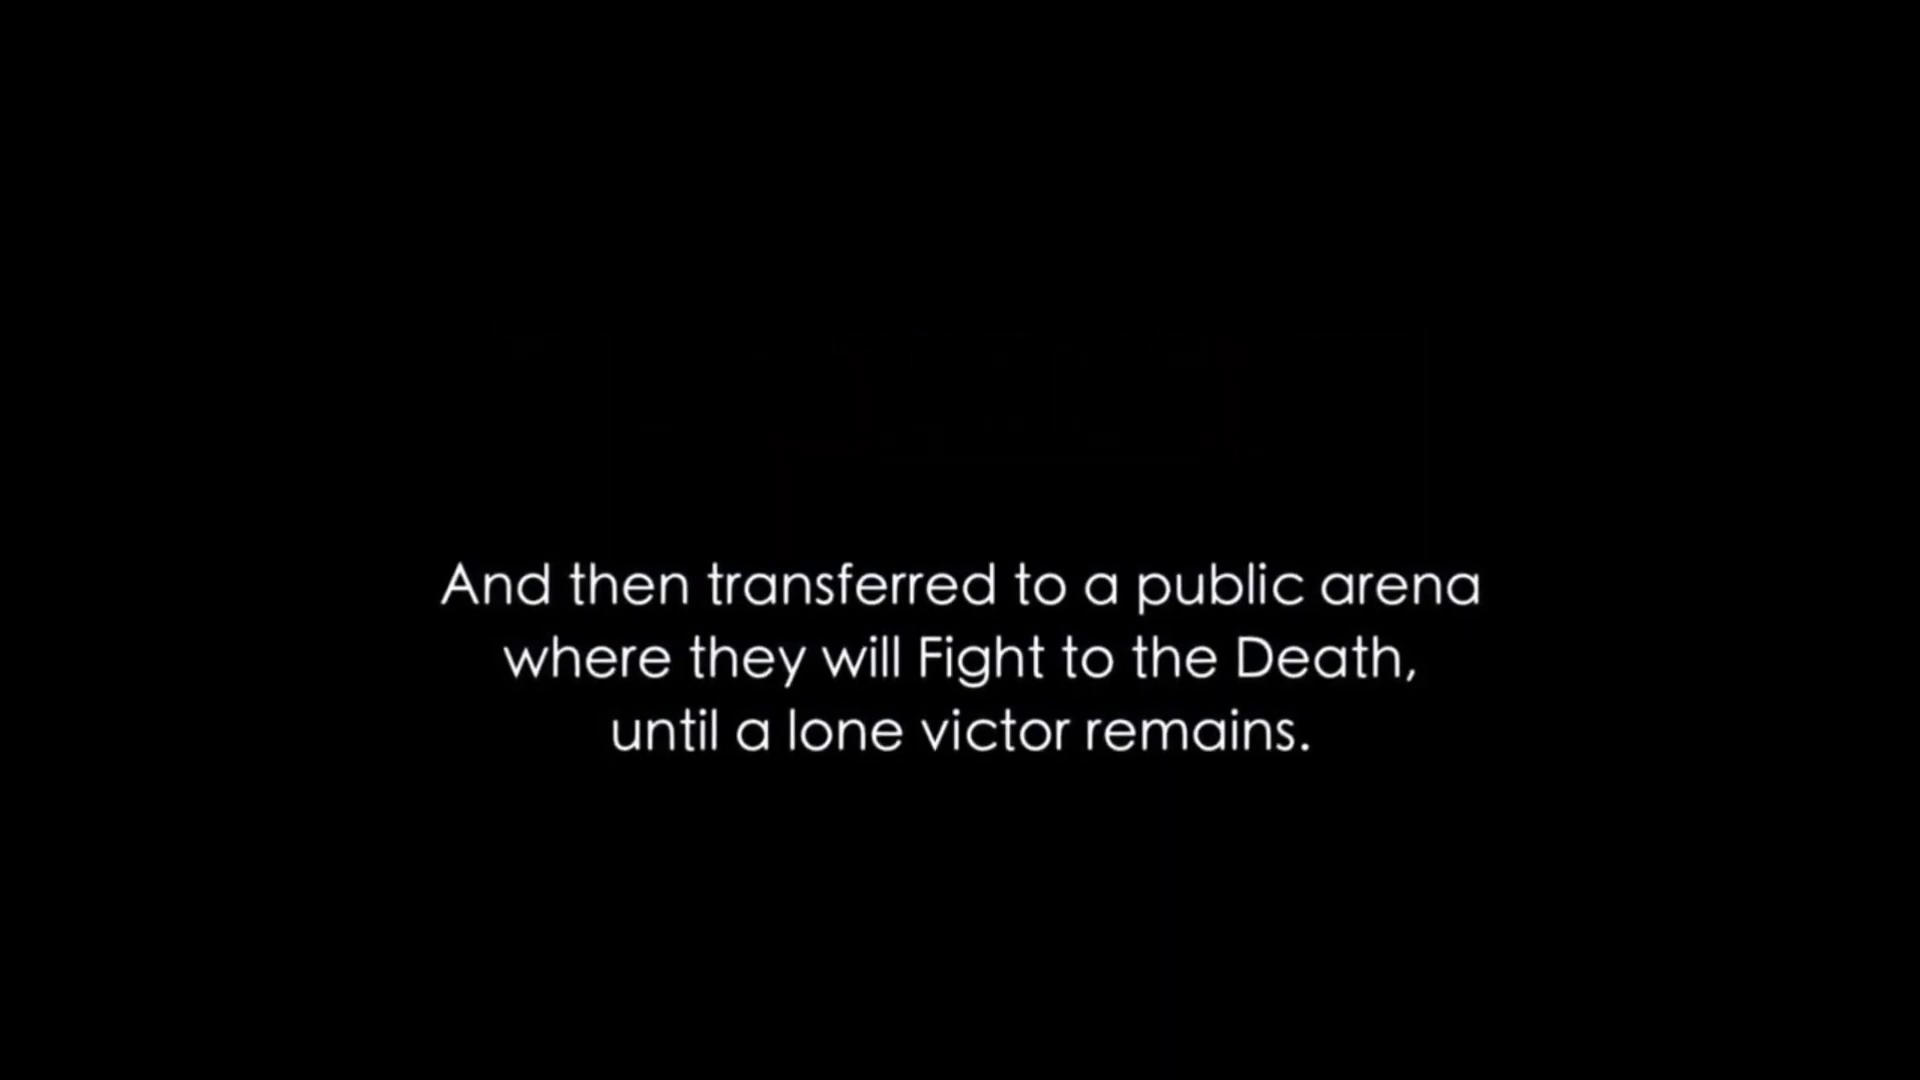 And then transferred to a public arena
where they will Fight to the Death,
until a lone victor remains.